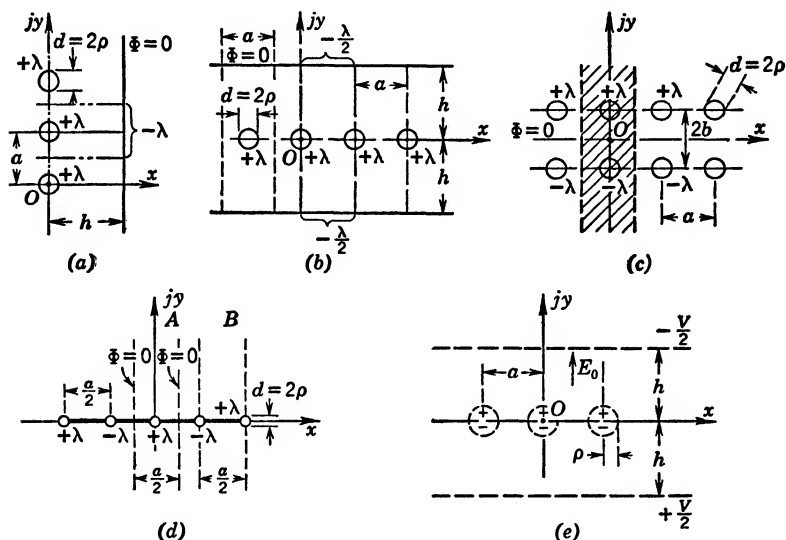 jy
Φ=0
d=2ρ
+λ
+λ
-λ
a
+λ
O
x
h
(a)
jy
a
-λ/2
Φ=0
a
d=2ρ
h
x
O
+λ
+λ
+λ
h
-λ/2
(b)
jy
d=2ρ
+λ
+λ
+λ
Φ=0
O
2b
x
-λ
-λ
-λ
a
(c)
jy
A
B
Φ=0
Φ=0
a/2
+λ
d=2ρ
x
+λ
-λ
+λ
-λ
a/2
a/2
(d)
jy
-V/2
E₀
a
h
+
+
O
+
x
-
-
-
ρ
h
+V/2
(e)